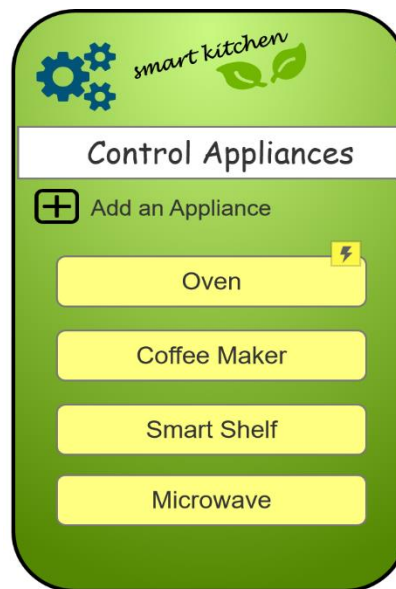 smart kitchen
Control Appliances
Add an Appliance
Oven
Coffee Maker
Smart Shelf
Microwave